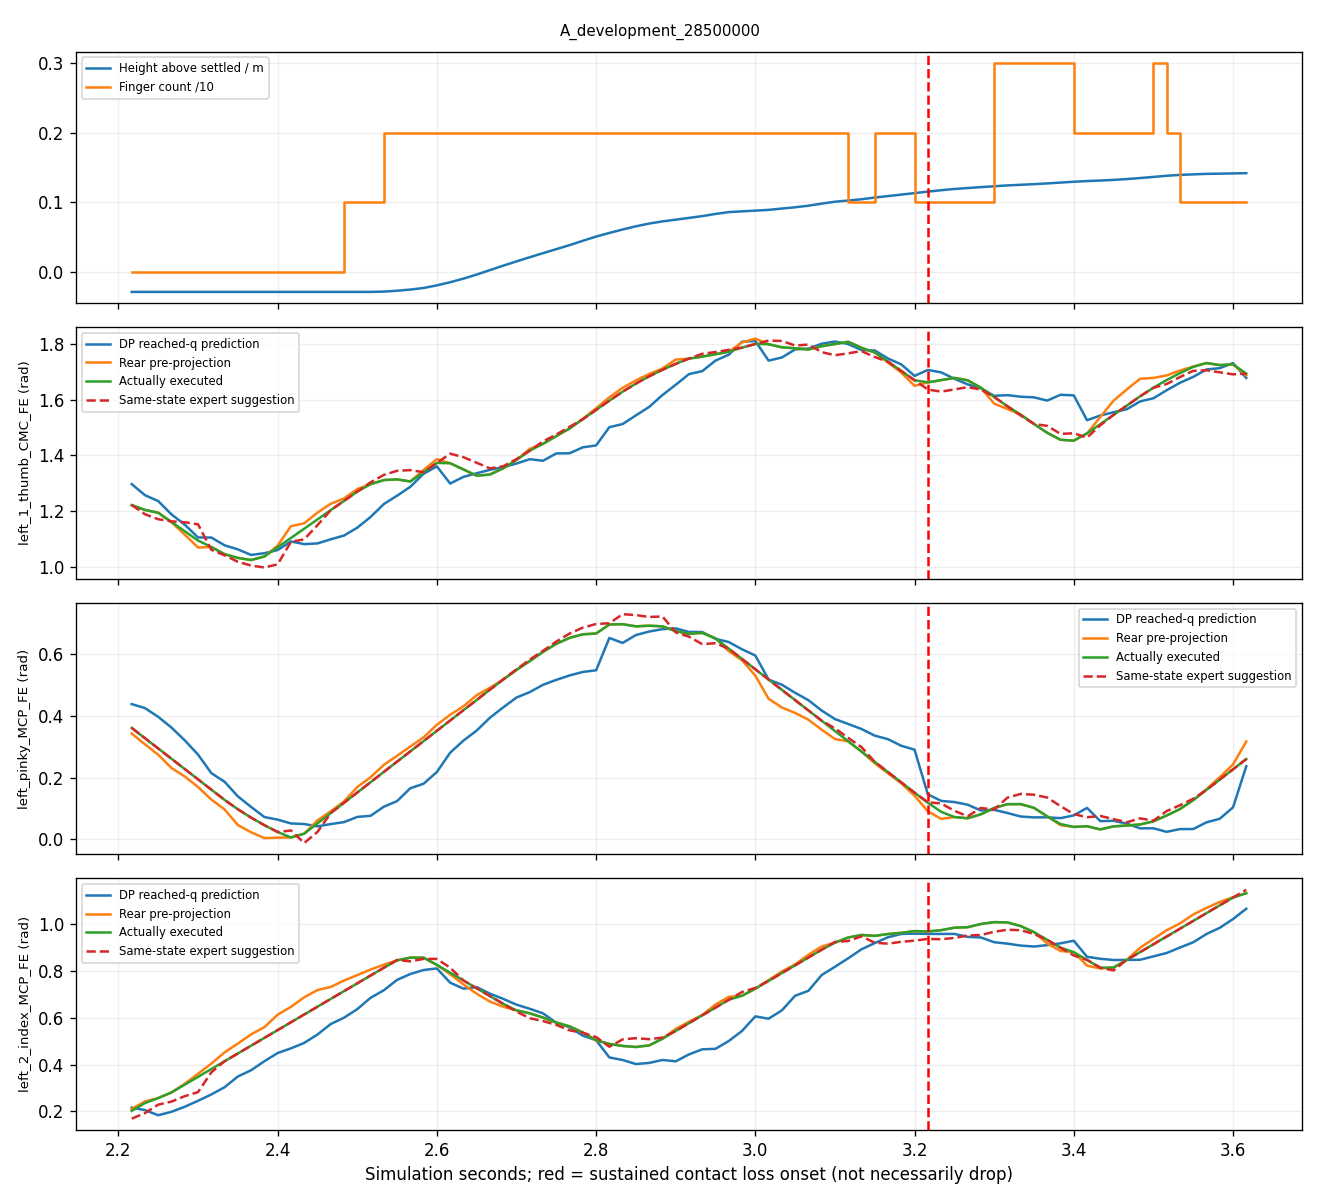 A_development_28500000
Height above settled / m
Finger count /10
0.3
0.2
0.1
0.0
left_1_thumb_CMC_FE (rad)
DP reached-q prediction
Rear pre-projection
Actually executed
Same-state expert suggestion
1.8
1.6
1.4
1.2
1.0
left_pinky_MCP_FE (rad)
DP reached-q prediction
Rear pre-projection
Actually executed
Same-state expert suggestion
0.6
0.4
0.2
0.0
left_2_index_MCP_FE (rad)
DP reached-q prediction
Rear pre-projection
Actually executed
Same-state expert suggestion
1.0
0.8
0.6
0.4
0.2
2.2 2.4 2.6 2.8 3.0 3.2 3.4 3.6
Simulation seconds; red = sustained contact loss onset (not necessarily drop)